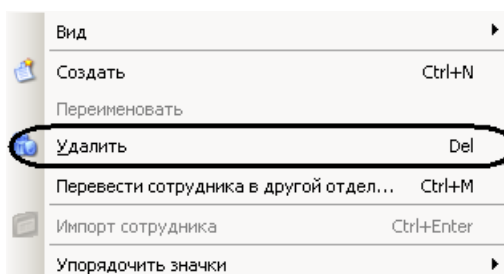 Вид
Создать Ctrl+N
Переименовать
Удалить Del
Перевести сотрудника в другой отдел... Ctrl+M
Импорт сотрудника Ctrl+Enter
Упорядочить значки